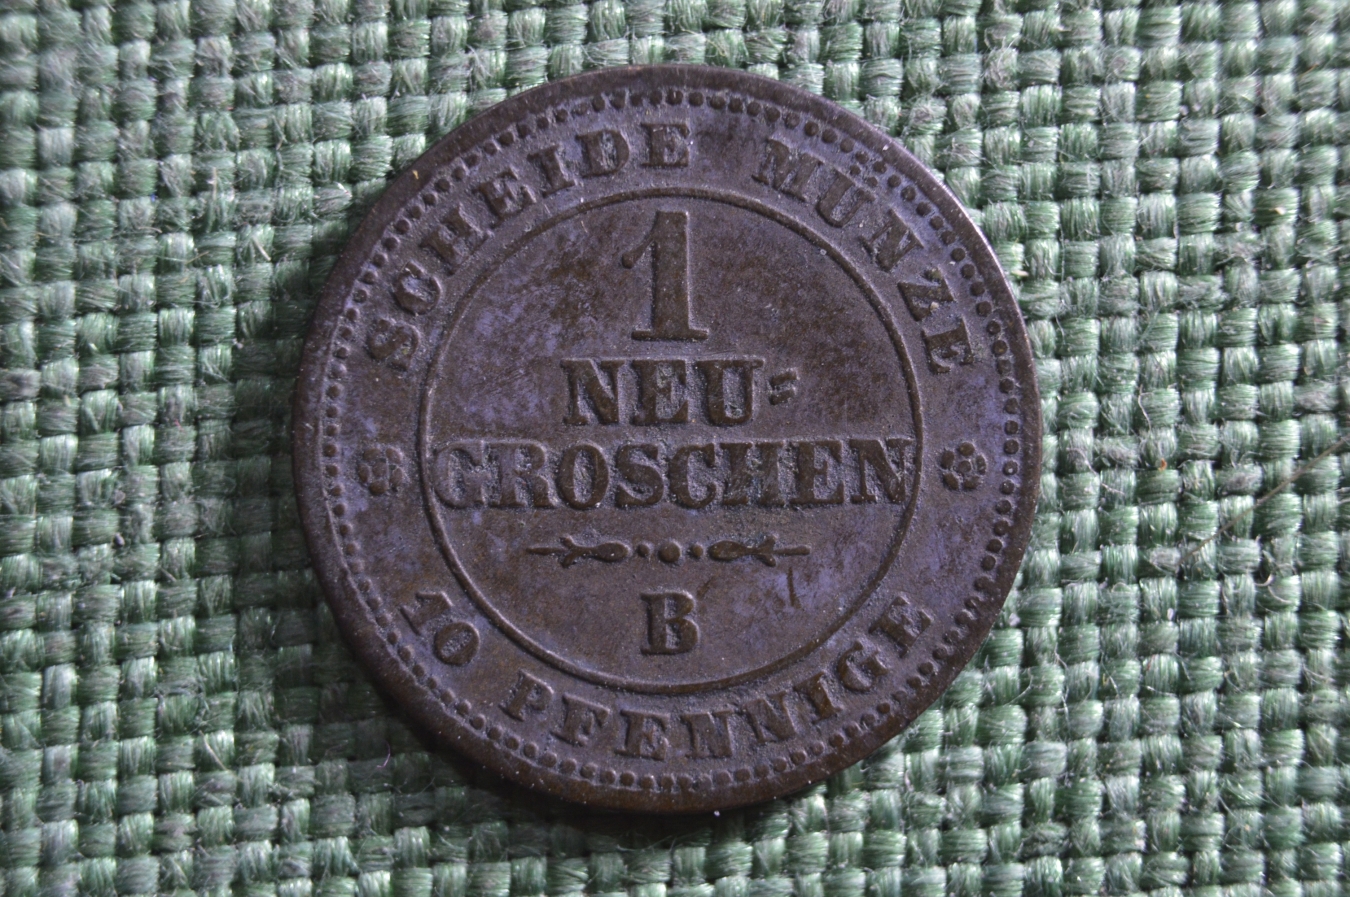 SCHEIDE MÜNZE
1
NEU=
GROSCHEN
B
10 PFENNIGE